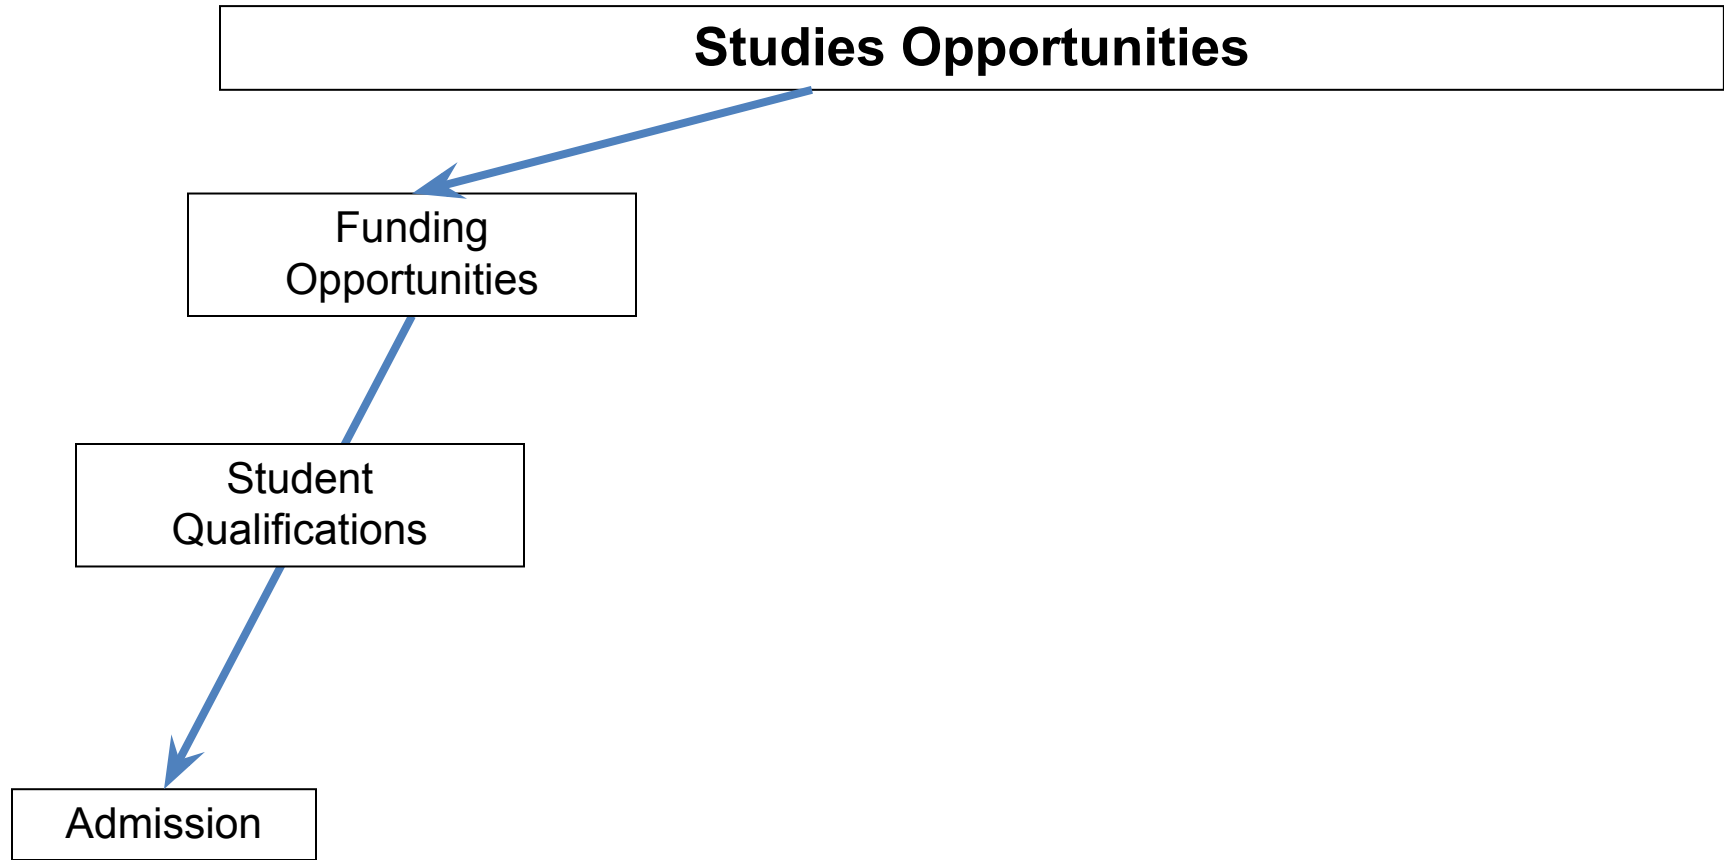 Studies Opportunities
Funding
Opportunities
Student
Qualifications
Admission